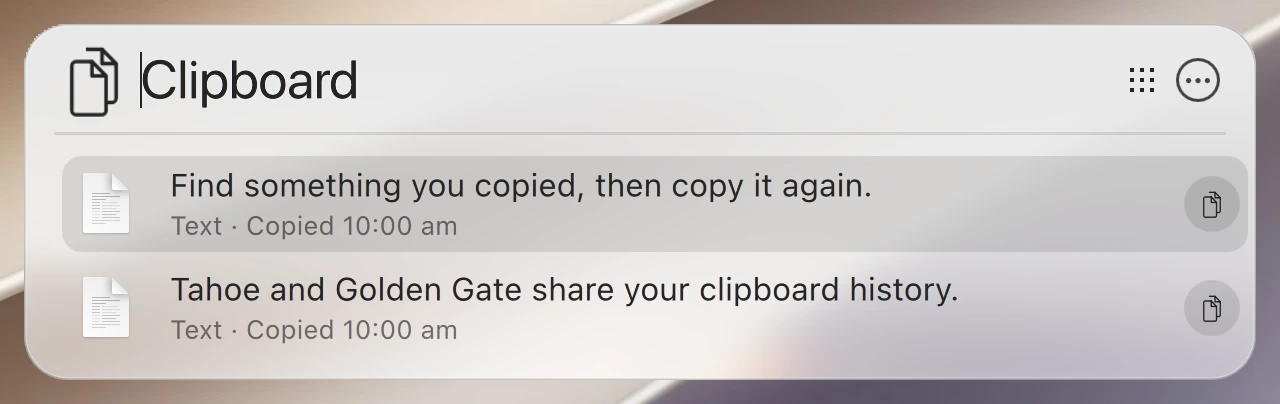 Clipboard
Find something you copied, then copy it again.
Text · Copied 10:00 am
Tahoe and Golden Gate share your clipboard history.
Text · Copied 10:00 am